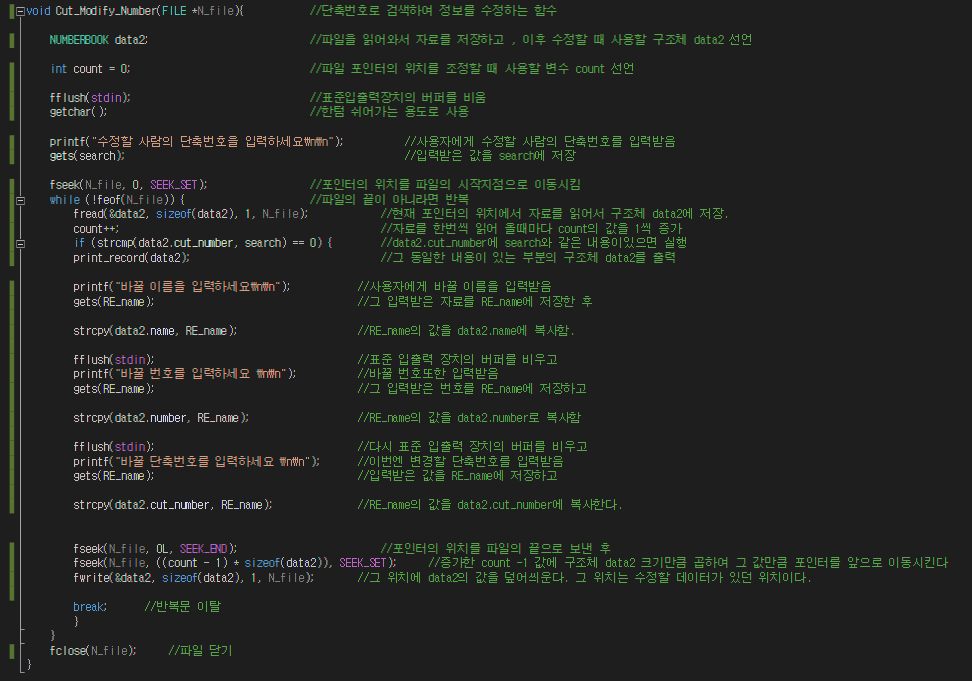 void Cut_Modify_Number(FILE *N_file){ //단축번호로 검색하여 정보를 수정하는 함수
NUMBERBOOK data2; //파일을 읽어와서 자료를 저장하고 , 이후 수정할 때 사용할 구조체 data2 선언
int count = 0; //파일 포인터의 위치를 조정할 때 사용할 변수 count 선언
fflush(stdin); //표준입출력장치의 버퍼를 비움
getchar(); //한텀 쉬어가는 용도로 사용
printf("수정할 사람의 단축번호을 입력하세요₩n₩n"); //사용자에게 수정할 사람의 단축번호를 입력받음
gets(search); //입력받은 값을 search에 저장
fseek(N_file, 0, SEEK_SET); //포인터의 위치를 파일의 시작지점으로 이동시킴
while (!feof(N_file)) { //파일의 끝이 아니라면 반복
fread(&data2, sizeof(data2), 1, N_file); //현재 포인터의 위치에서 자료를 읽어서 구조체 data2에 저장.
count++; //자료를 한번씩 읽어 올때마다 count의 값을 1씩 증가
if (strcmp(data2.cut_number, search) == 0) { //data2.cut_number에 search와 같은 내용이있으면 실행
print_record(data2); //그 동일한 내용이 있는 부분의 구조체 data2를 출력
printf("바꿀 이름을 입력하세요₩n₩n"); //사용자에게 바꿀 이름을 입력받음
gets(RE_name); //그 입력받은 자료를 RE_name에 저장한 후
strcpy(data2.name, RE_name); //RE_name의 값을 data2.name에 복사함.
fflush(stdin); //표준 입출력 장치의 버퍼를 비우고
printf("바꿀 번호를 입력하세요 ₩n₩n"); //바꿀 번호또한 입력받음
gets(RE_name); //그 입력받은 번호를 RE_name에 저장하고
strcpy(data2.number, RE_name); //RE_name의 값을 data2.number로 복사함
fflush(stdin); //다시 표준 입출력 장치의 버퍼를 비우고
printf("바꿀 단축번호를 입력하세요 ₩n₩n"); //이번엔 변경할 단축번호를 입력받음
gets(RE_name); //입력받은 값을 RE_name에 저장하고
strcpy(data2.cut_number, RE_name); //RE_name의 값을 data2.cut_number에 복사한다.
fseek(N_file, 0L, SEEK_END); //포인터의 위치를 파일의 끝으로 보낸 후
fseek(N_file, ((count - 1) * sizeof(data2)), SEEK_SET); //증가한 count -1 값에 구조체 data2 크기만큼 곱하여 그 값만큼 포인터를 앞으로 이동시킨다
fwrite(&data2, sizeof(data2), 1, N_file); //그 위치에 data2의 값을 덮어씌운다. 그 위치는 수정할 데이터가 있던 위치이다.
break; //반복문 이탈
}
}
fclose(N_file); //파일 닫기
}